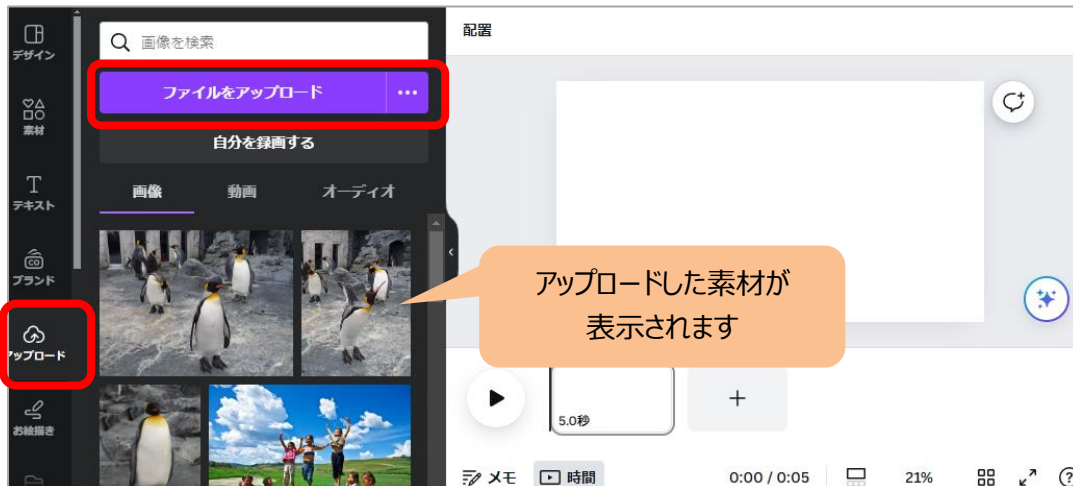 デザイン
素材
テキスト
ブランド
アップロード
お絵描き
画像を検索
ファイルをアップロード
自分を録画する
画像 動画 オーディオ
配置
アップロードした素材が
表示されます
5.0秒
メモ 時間 0:00 / 0:05 21%